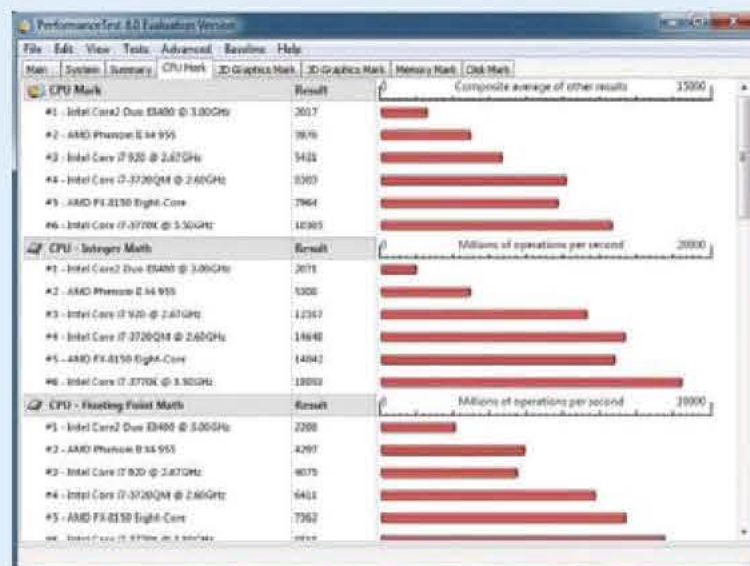 PerformanceTest 8.0 Evaluation Version
File Edit View Tests Advanced Baseline Help
Main System Summary CPU Mark 2D Graphics Mark 3D Graphics Mark Memory Mark Disk Mark
CPU Mark Result Composite average of other results 15000
#1 - Intel Core2 Duo E8400 @ 3.00GHz 2017
#2 - AMD Phenom II X4 955
#3 - Intel Core i7 920 @ 2.67GHz
#4 - Intel Core i7-3720QM @ 2.60GHz
#5 - AMD FX-8150 Eight-Core 7964
#6 - Intel Core i7-3770K @ 3.50GHz
CPU - Integer Math Result Millions of operations per second 20000
#1 - Intel Core2 Duo E8400 @ 3.00GHz 2071
#2 - AMD Phenom II X4 955
#3 - Intel Core i7 920 @ 2.67GHz
#4 - Intel Core i7-3720QM @ 2.60GHz 14648
#5 - AMD FX-8150 Eight-Core 14042
#6 - Intel Core i7-3770K @ 3.50GHz
CPU - Floating Point Math Result Millions of operations per second
#1 - Intel Core2 Duo E8400 @ 3.00GHz
#2 - AMD Phenom II X4 955 4297
#3 - Intel Core i7 920 @ 2.67GHz
#4 - Intel Core i7-3720QM @ 2.60GHz
#5 - AMD FX-8150 Eight-Core 7362